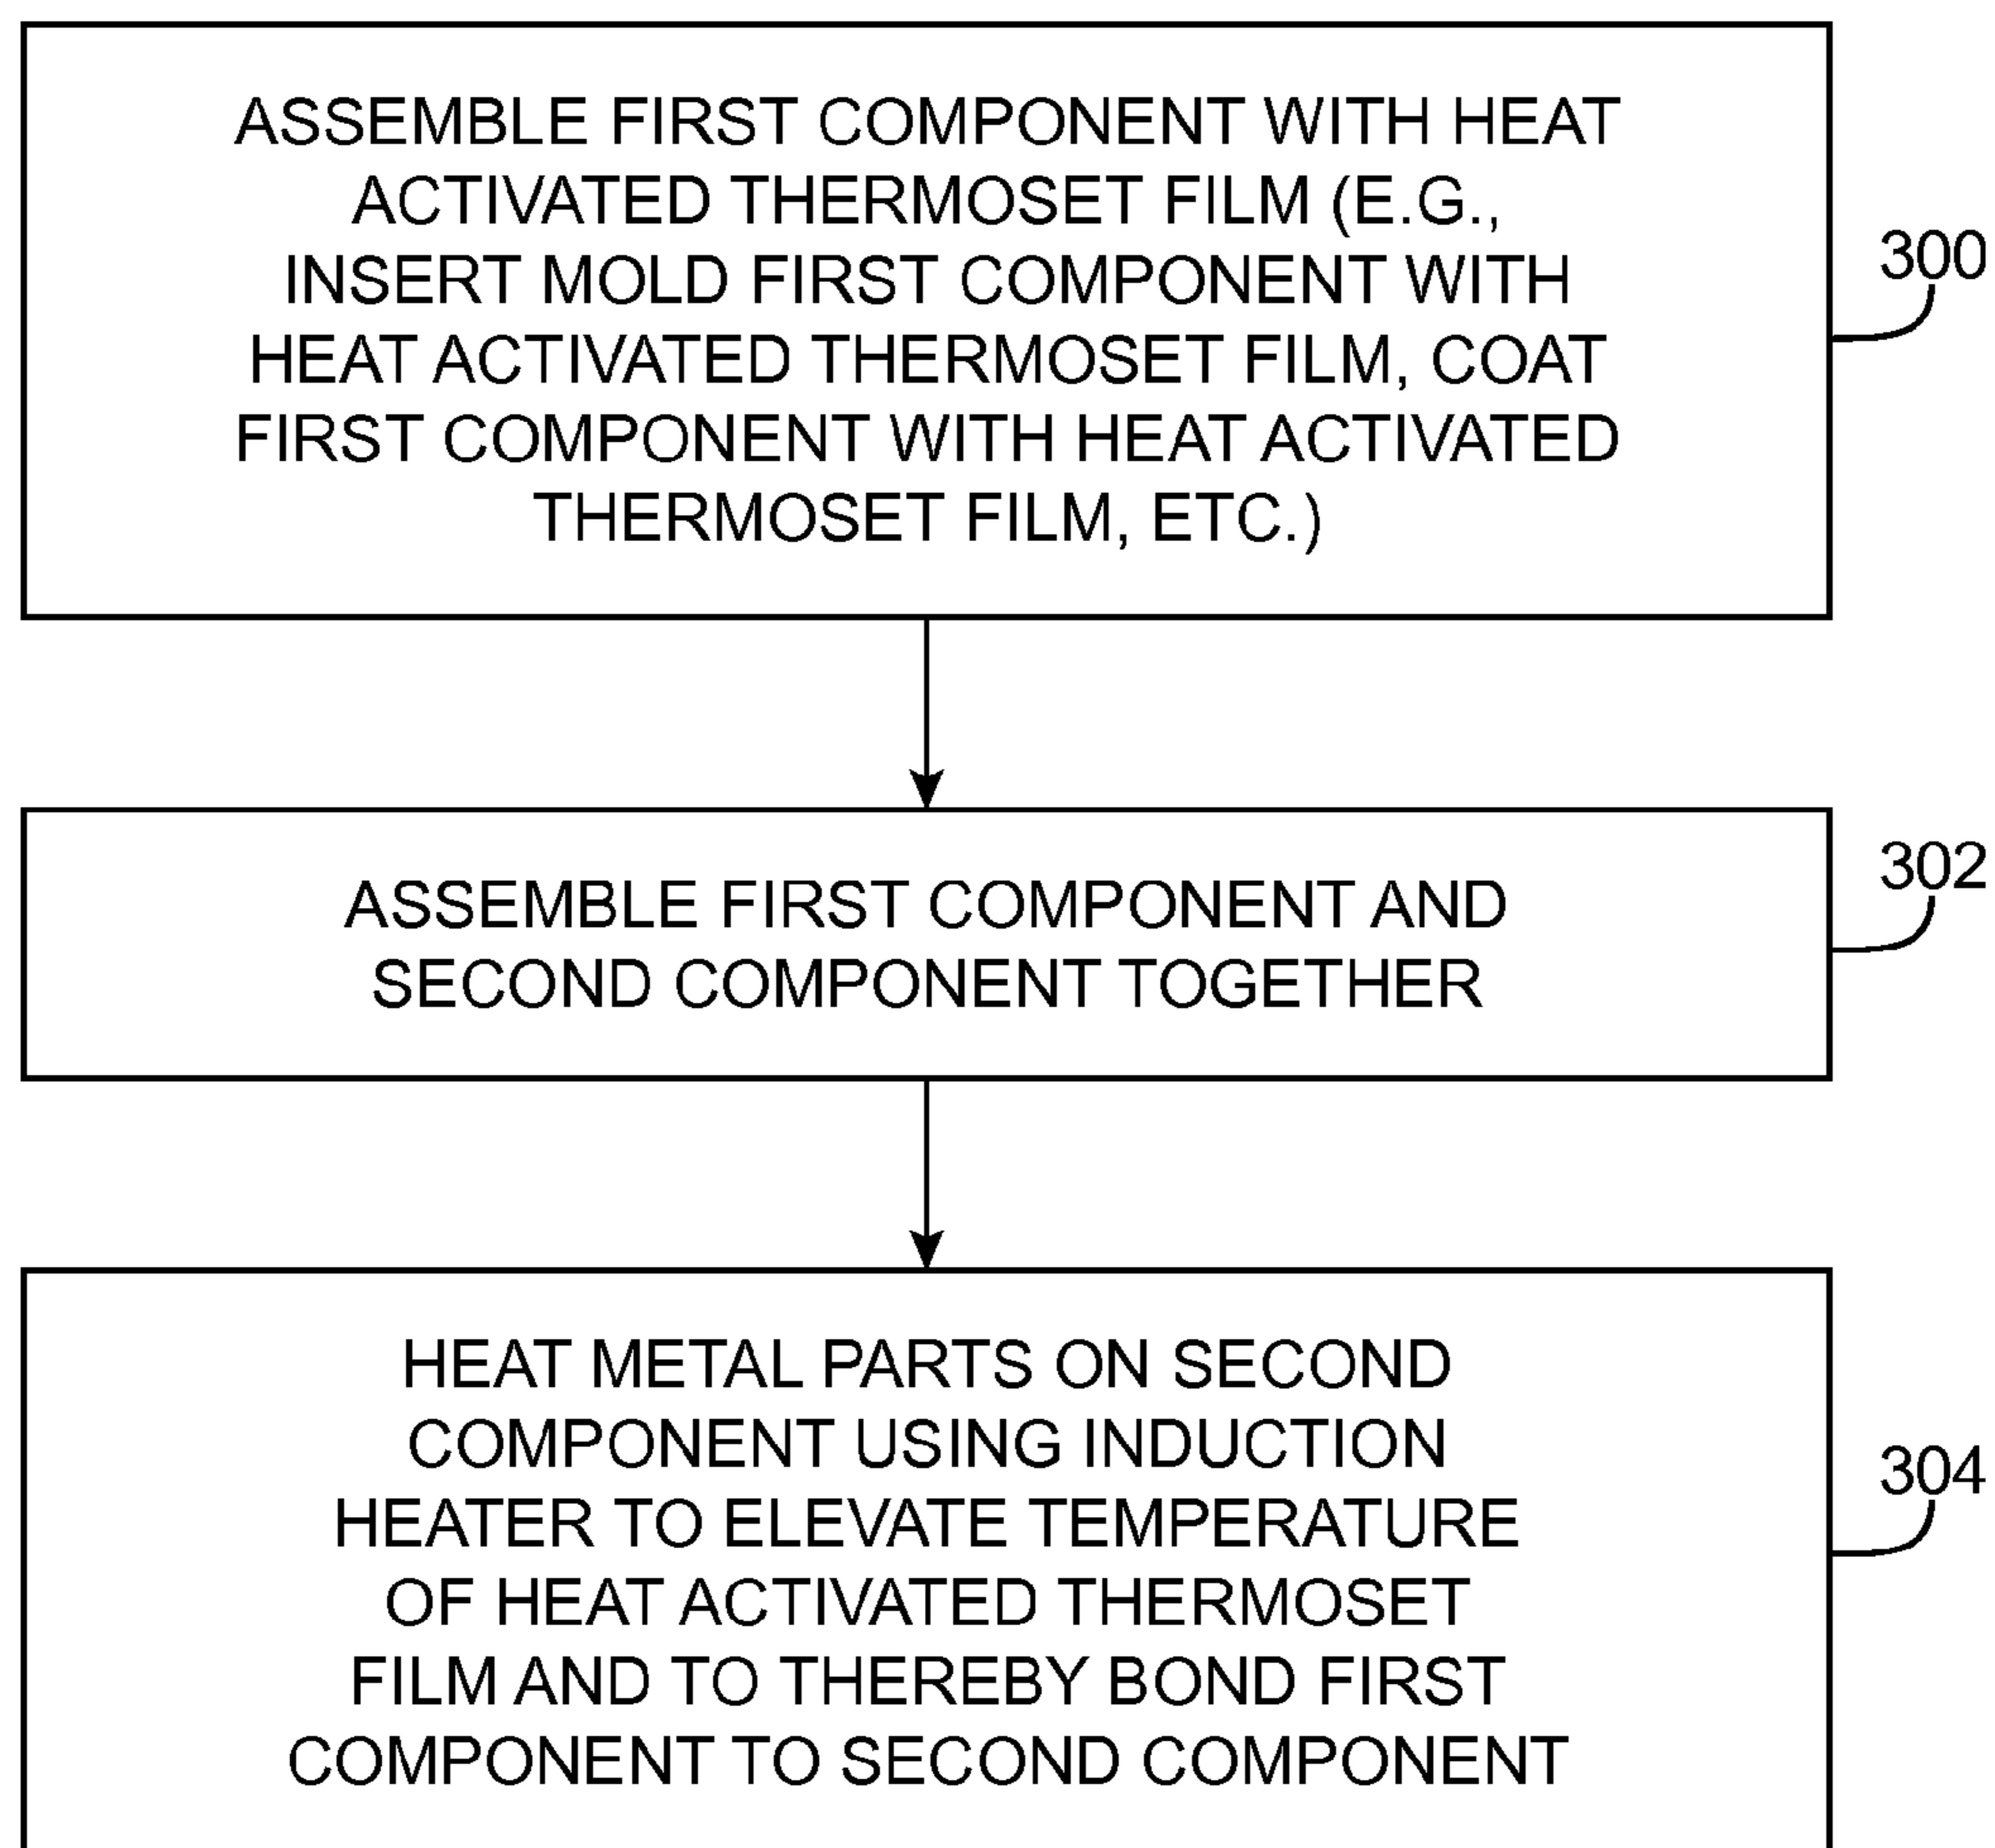 ASSEMBLE FIRST COMPONENT WITH HEAT
ACTIVATED THERMOSET FILM (E.G.,
INSERT MOLD FIRST COMPONENT WITH
HEAT ACTIVATED THERMOSET FILM, COAT
FIRST COMPONENT WITH HEAT ACTIVATED
THERMOSET FILM, ETC.)
300
ASSEMBLE FIRST COMPONENT AND
SECOND COMPONENT TOGETHER
302
HEAT METAL PARTS ON SECOND
COMPONENT USING INDUCTION
HEATER TO ELEVATE TEMPERATURE
OF HEAT ACTIVATED THERMOSET
FILM AND TO THEREBY BOND FIRST
COMPONENT TO SECOND COMPONENT
304